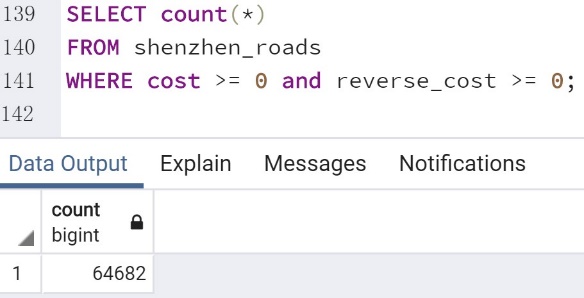 139 SELECT count(*)
140 FROM shenzhen_roads
141 WHERE cost >= 0 and reverse_cost >= 0;
142
Data Output Explain Messages Notifications
count
bigint
1 64682